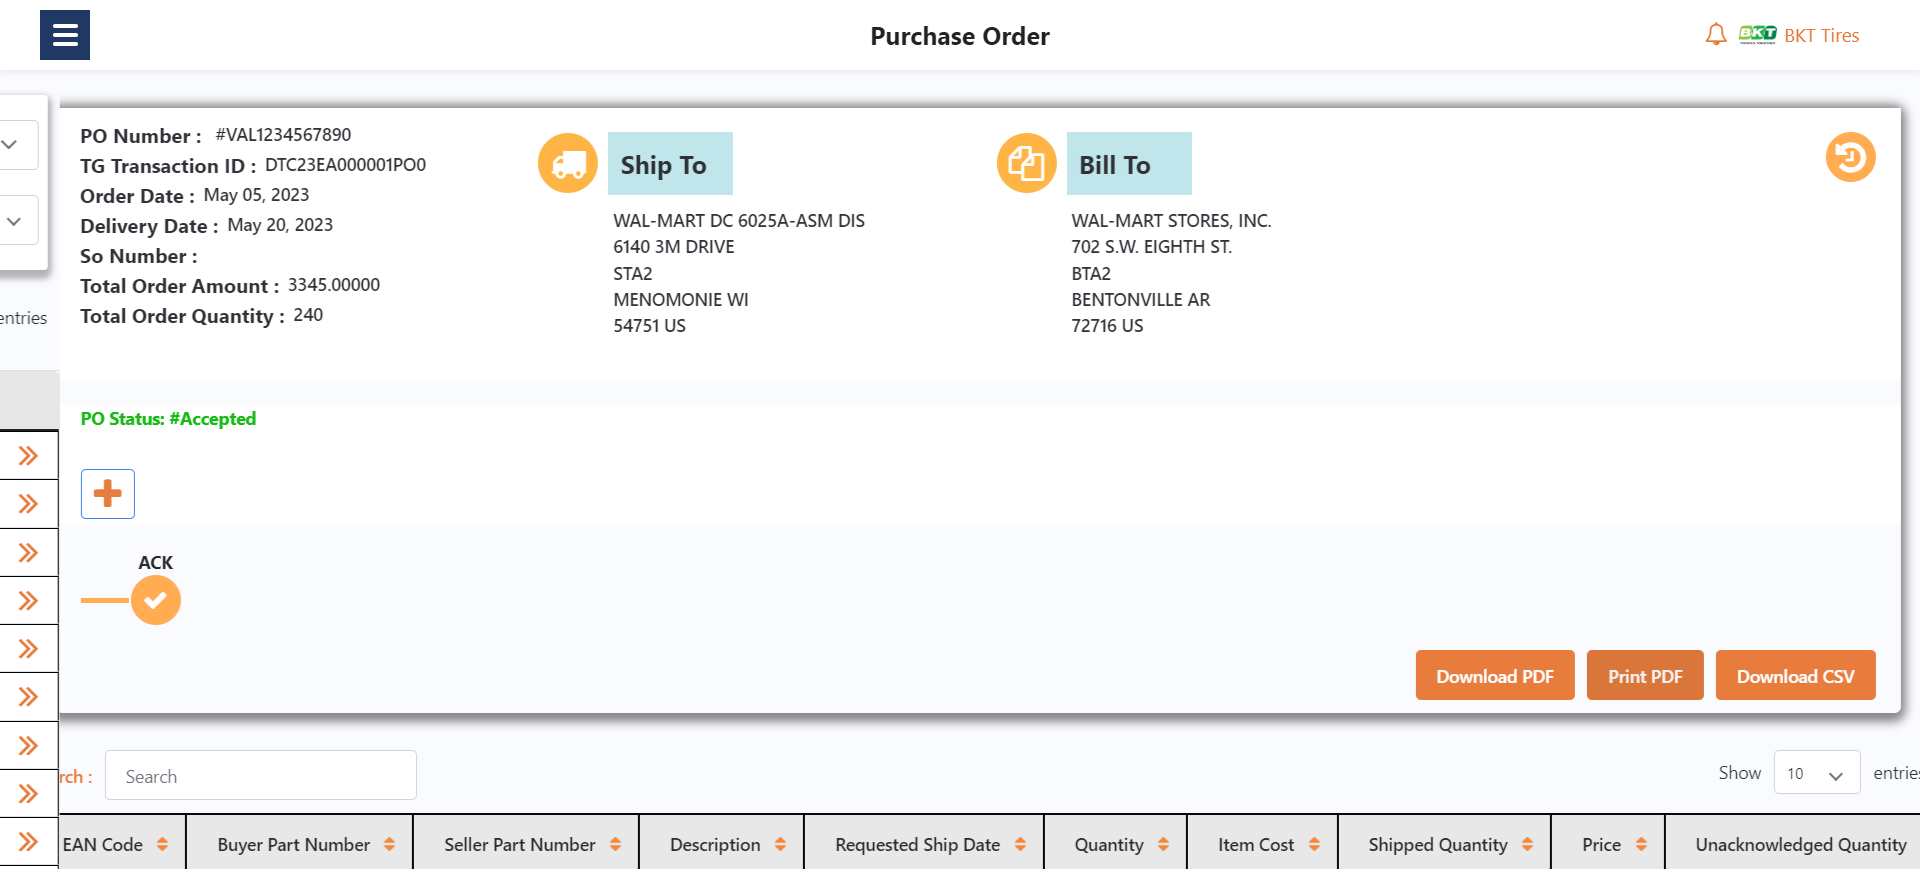 Purchase Order
BKT
BKT Tires
PO Number : #VAL1234567890
TG Transaction ID : DTC23EA000001PO0
Order Date : May 05, 2023
Delivery Date : May 20, 2023
So Number :
Total Order Amount : 3345.00000
Total Order Quantity : 240
Ship To
WAL-MART DC 6025A-ASM DIS
6140 3M DRIVE
STA2
MENOMONIE WI
54751 US
Bill To
WAL-MART STORES, INC.
702 S.W. EIGHTH ST.
BTA2
BENTONVILLE AR
72716 US
entries
PO Status: #Accepted
ACK
Download PDF
Print PDF
Download CSV
rch :
Search
Show 10 entries
EAN Code
Buyer Part Number
Seller Part Number
Description
Requested Ship Date
Quantity
Item Cost
Shipped Quantity
Price
Unacknowledged Quantity